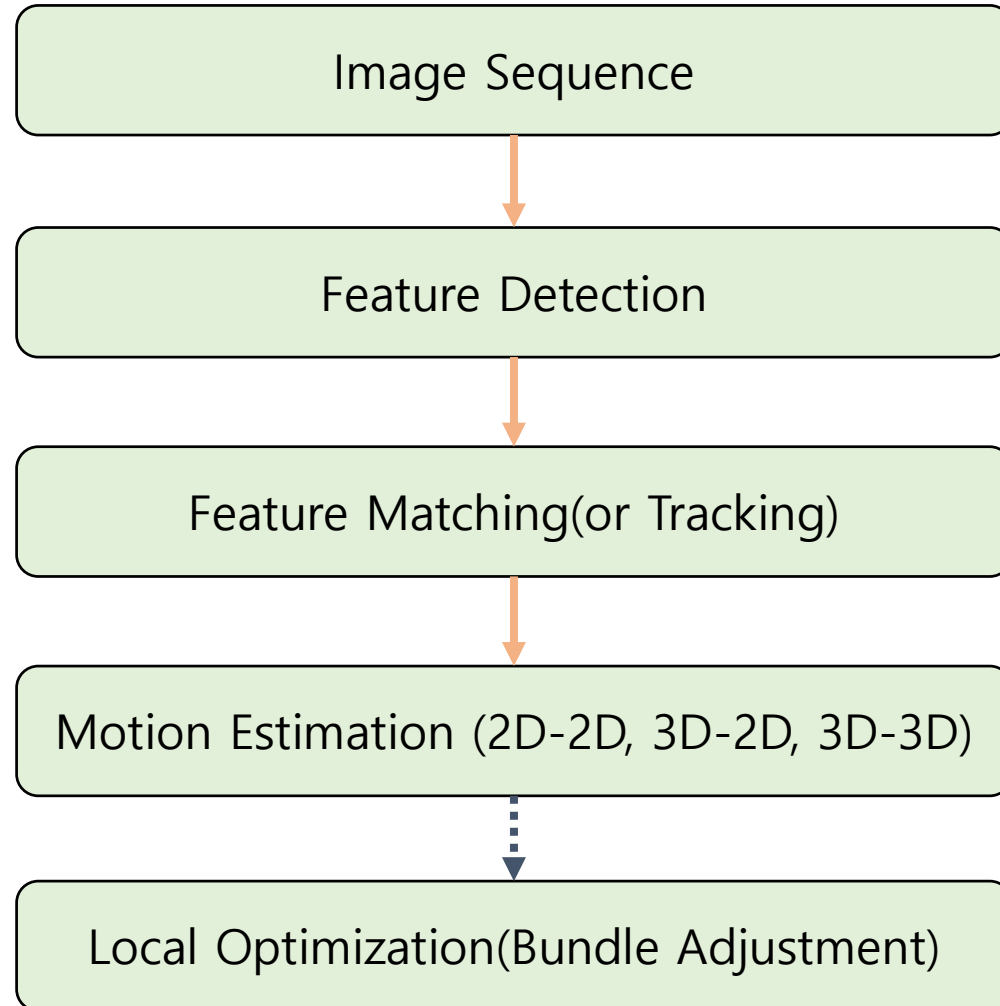 Image Sequence
Feature Detection
Feature Matching(or Tracking)
Motion Estimation (2D-2D, 3D-2D, 3D-3D)
Local Optimization(Bundle Adjustment)